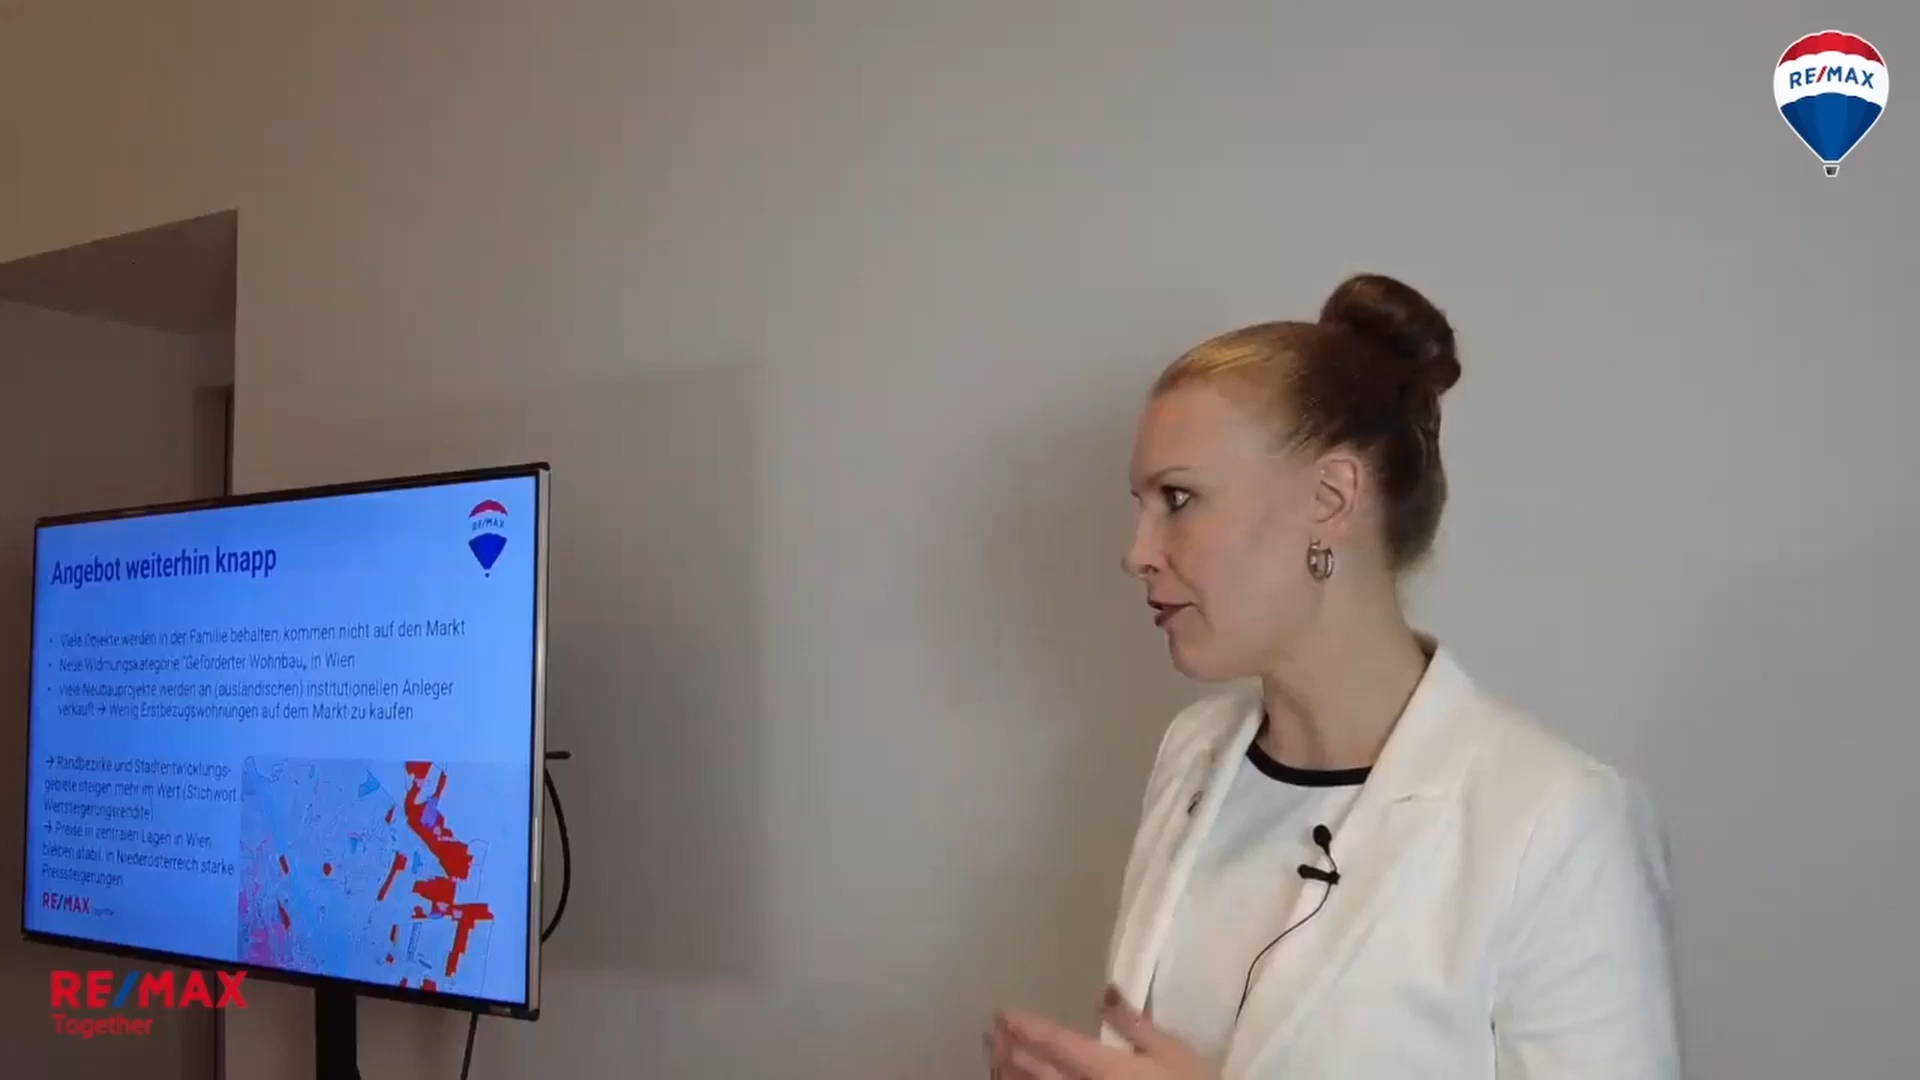 RE/MAX
RE/MAX
Angebot weiterhin knapp
• Viele Objekte werden in der Familie behalten, kommen nicht auf den Markt
• Neue Widmungskategorie "Geförderter Wohnbau„ in Wien
• Viele Neubauprojekte werden an (ausländischen) institutionellen Anleger
verkauft → Wenig Erstbezugswohnungen auf dem Markt zu kaufen
→ Randbezirke und Stadtentwicklungs-
gebiete steigen mehr im Wert (Stichwort
Wertsteigerungsrendite)
→ Preise in zentralen Lagen in Wien
bleiben stabil, in Niederösterreich starke
Preissteigerungen
RE/MAX Together
RE/MAX
Together